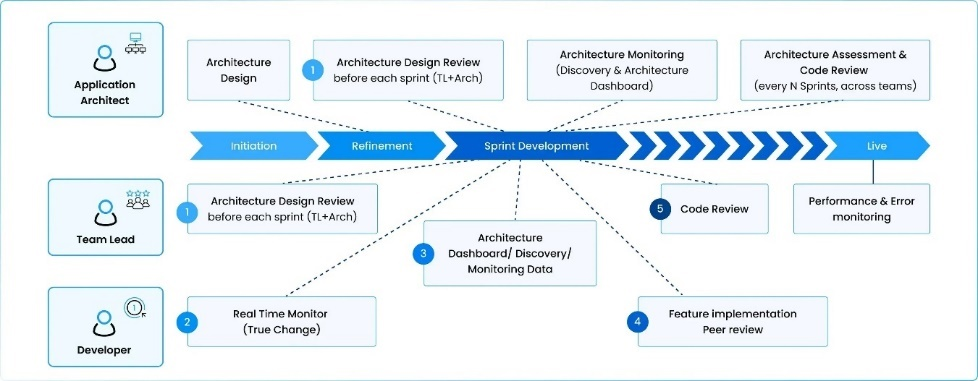 Application
Architect
Architecture
Design
1
Architecture Design Review
before each sprint (TL+Arch)
Architecture Monitoring
(Discovery & Architecture
Dashboard)
Architecture Assessment &
Code Review
(every N Sprints, across teams)
Initiation
Refinement
Sprint Development
Live
Team Lead
1
Architecture Design Review
before each sprint (TL+Arch)
3
Architecture
Dashboard/ Discovery/
Monitoring Data
5
Code Review
Performance & Error
monitoring
1
Developer
2
Real Time Monitor
(True Change)
4
Feature implementation
Peer review